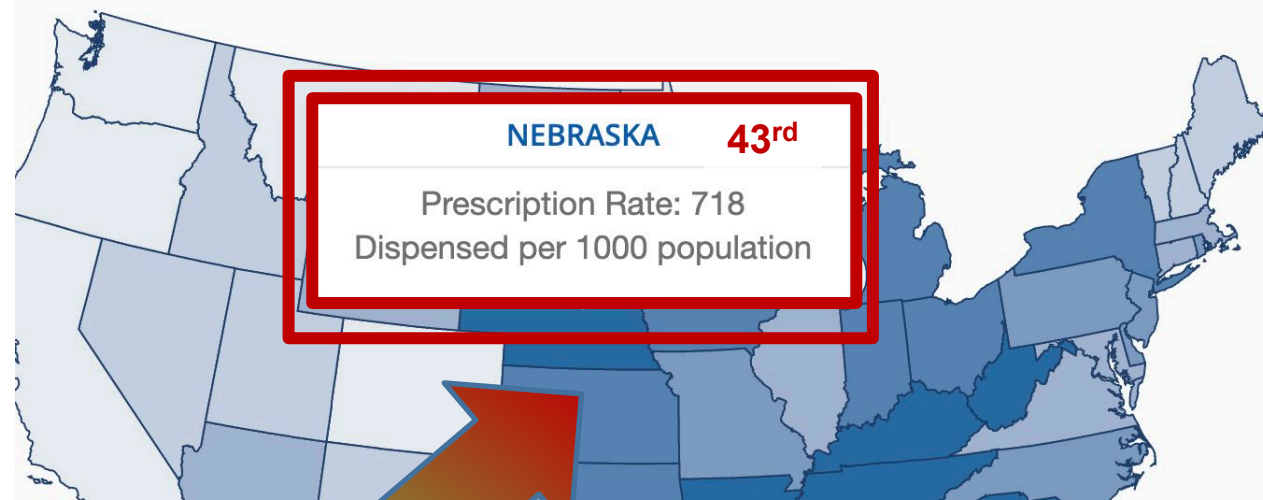 NEBRASKA 43rd
Prescription Rate: 718
Dispensed per 1000 population